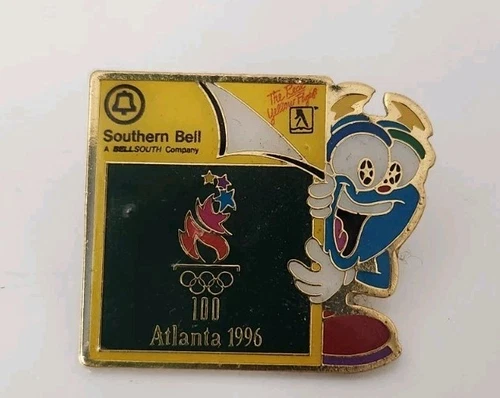 The Real
Yellow Pages
Southern Bell
A BELLSOUTH Company
100
Atlanta 1996